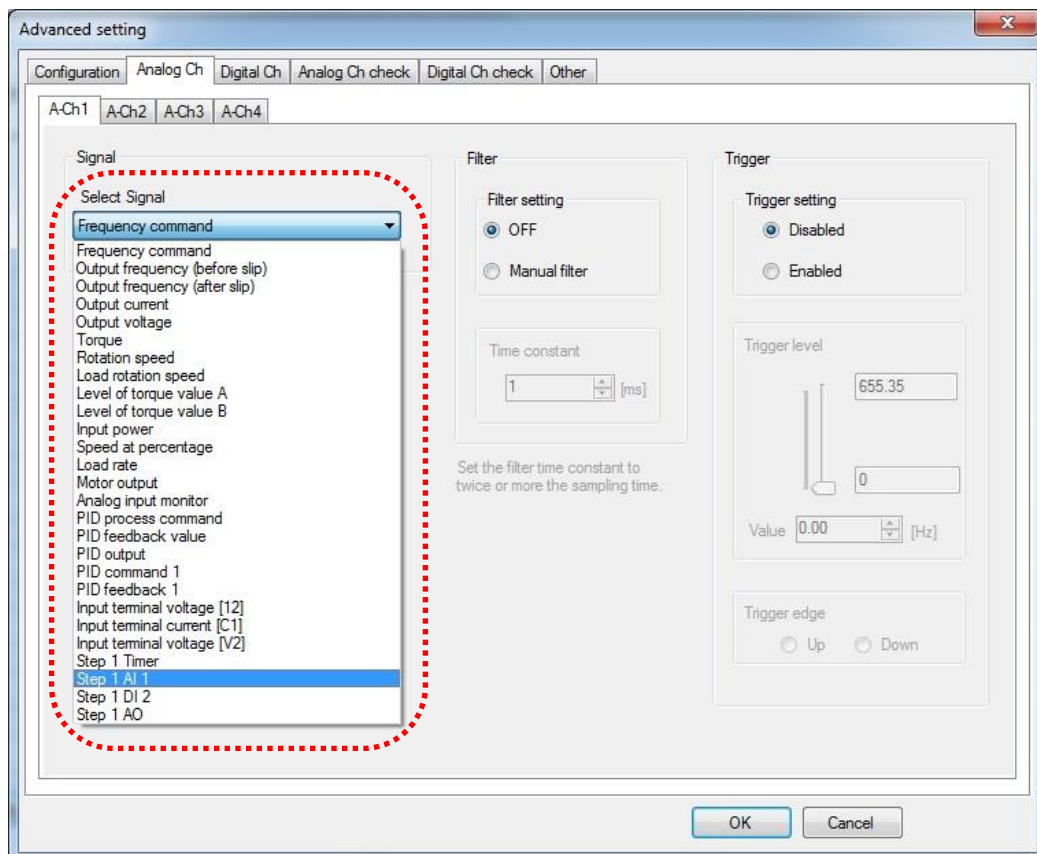 Advanced setting
Configuration Analog Ch Digital Ch Analog Ch check Digital Ch check Other
A-Ch1 A-Ch2 A-Ch3 A-Ch4
Signal
Select Signal
Frequency command
Frequency command
Output frequency (before slip)
Output frequency (after slip)
Output current
Output voltage
Torque
Rotation speed
Load rotation speed
Level of torque value A
Level of torque value B
Input power
Speed at percentage
Load rate
Motor output
Analog input monitor
PID process command
PID feedback value
PID output
PID command 1
PID feedback 1
Input terminal voltage [12]
Input terminal current [C1]
Input terminal voltage [V2]
Step 1 Timer
Step 1 AI 1
Step 1 DI 2
Step 1 AO
Filter
Filter setting
OFF
Manual filter
Time constant
1 [ms]
Set the filter time constant to
twice or more the sampling time.
Trigger
Trigger setting
Disabled
Enabled
Trigger level
655.35
0
Value 0.00 [Hz]
Trigger edge
Up Down
OK Cancel